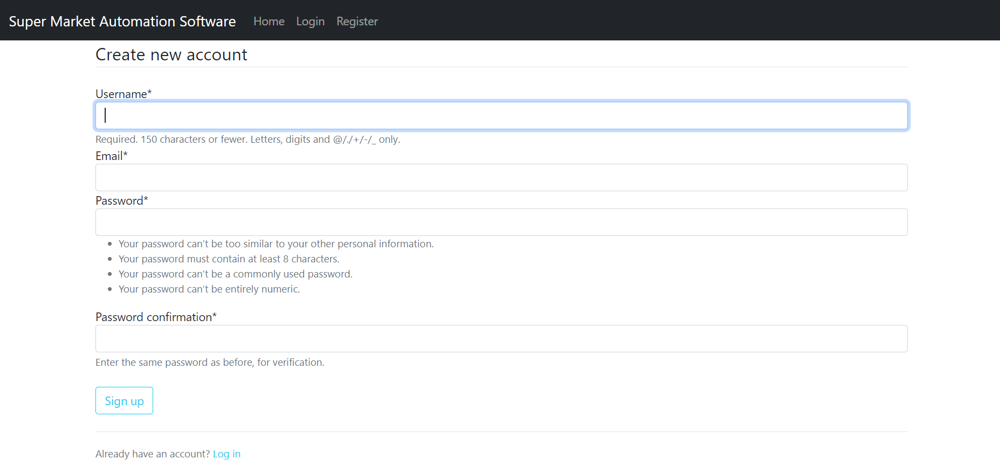 Super Market Automation Software Home Login Register
Create new account
Username*
Required. 150 characters or fewer. Letters, digits and @/./+/-/_ only.
Email*
Password*
Your password can’t be too similar to your other personal information.
Your password must contain at least 8 characters.
Your password can’t be a commonly used password.
Your password can’t be entirely numeric.
Password confirmation*
Enter the same password as before, for verification.
Sign up
Already have an account? Log in